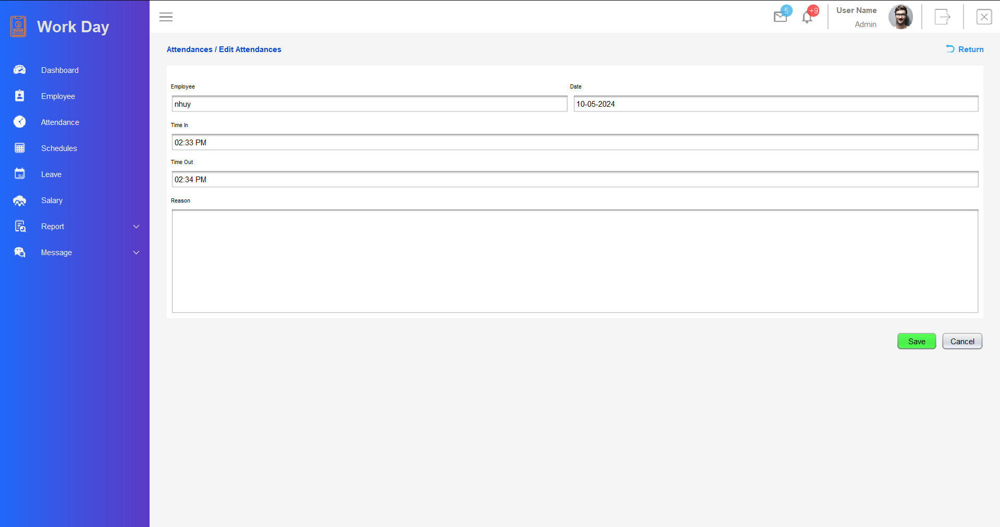 Work Day
Dashboard
Employee
Attendance
Schedules
Leave
SU
Salary
Report
Message
5
+9
User Name
Admin
Attendances / Edit Attendances
Return
Employee
Date
nhuy
10-05-2024
Time In
02:33 PM
Time Out
02:34 PM
Reason
Save
Cancel